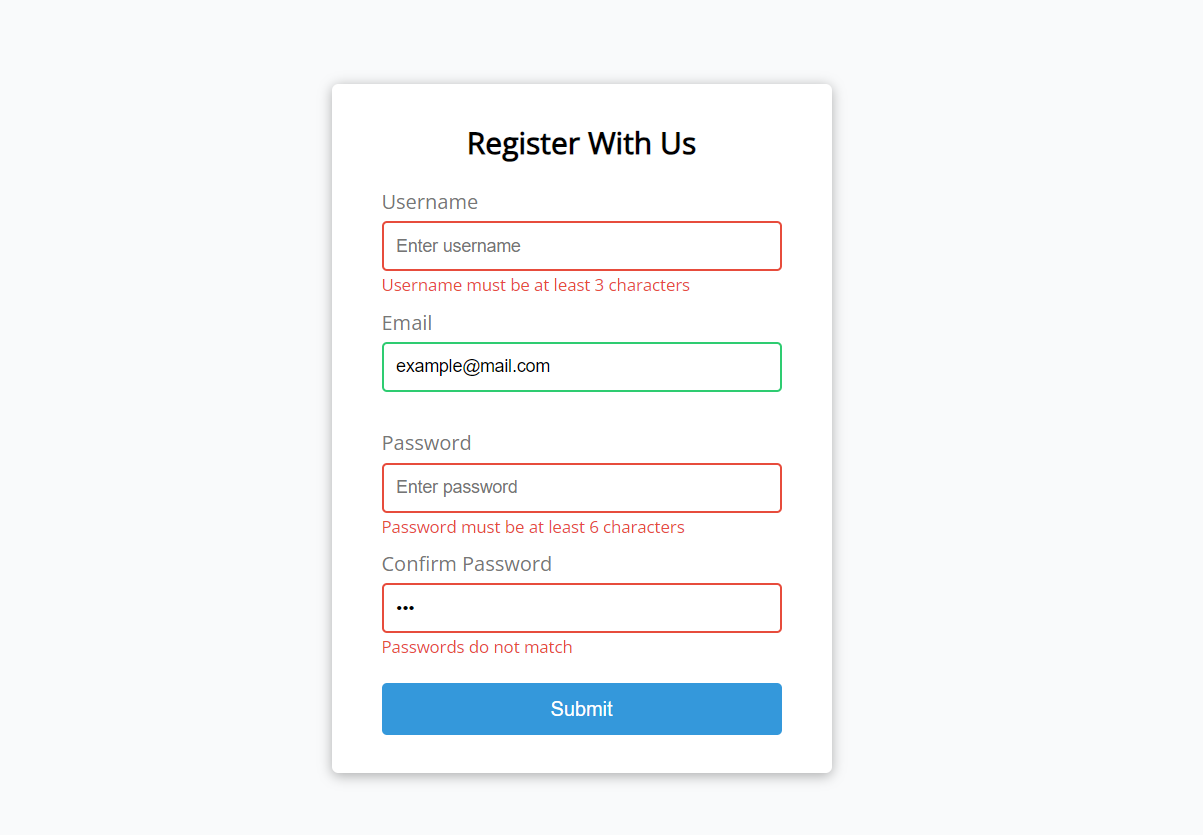 Register With Us
Username
Enter username
Username must be at least 3 characters
Email
example@mail.com
Password
Enter password
Password must be at least 6 characters
Confirm Password
•••
Passwords do not match
Submit